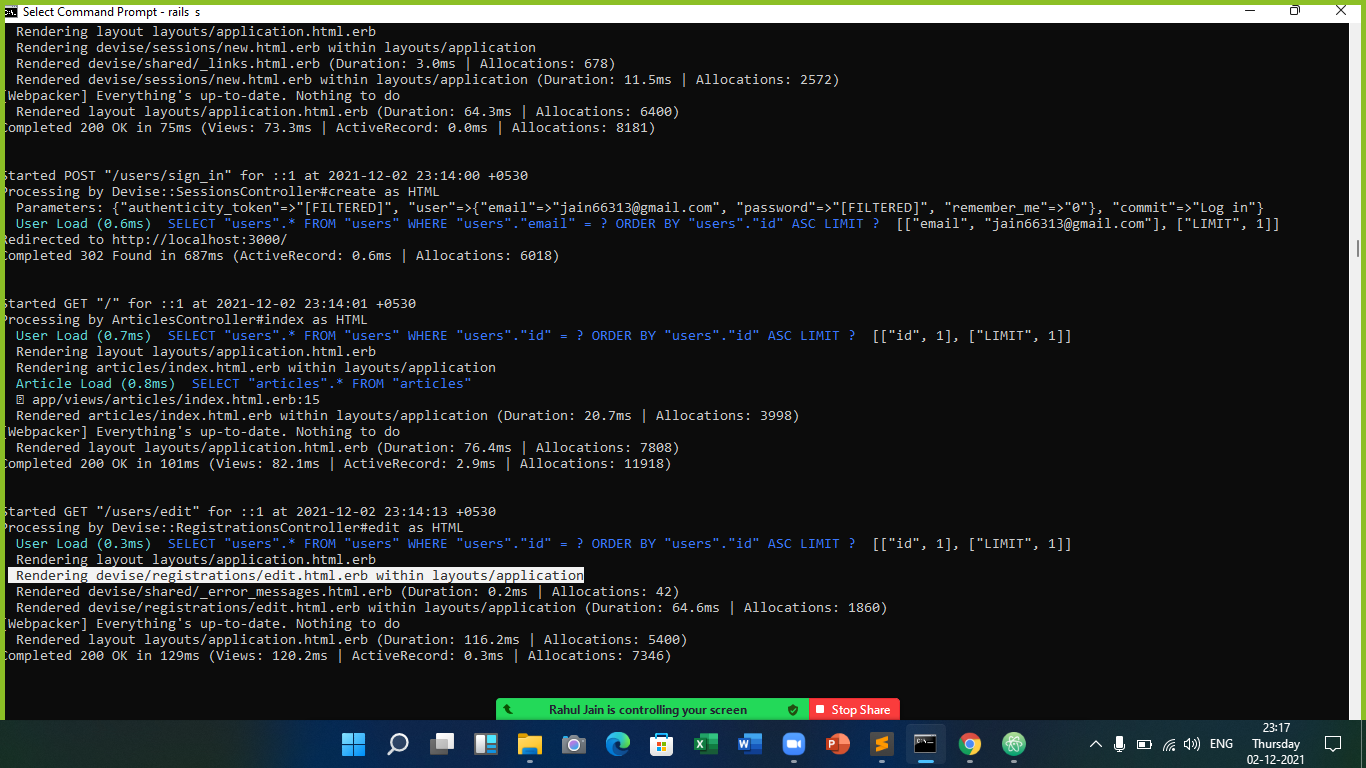 Select Command Prompt - rails s
Rendering layout layouts/application.html.erb
Rendering devise/sessions/new.html.erb within layouts/application
Rendered devise/shared/_links.html.erb (Duration: 3.0ms | Allocations: 678)
Rendered devise/sessions/new.html.erb within layouts/application (Duration: 11.5ms | Allocations: 2572)
[Webpacker] Everything's up-to-date. Nothing to do
Rendered layout layouts/application.html.erb (Duration: 64.3ms | Allocations: 6400)
Completed 200 OK in 75ms (Views: 73.3ms | ActiveRecord: 0.0ms | Allocations: 8181)
Started POST "/users/sign_in" for ::1 at 2021-12-02 23:14:00 +0530
Processing by Devise::SessionsController#create as HTML
Parameters: {"authenticity_token"=>"[FILTERED]", "user"=>{"email"=>"jain66313@gmail.com", "password"=>"[FILTERED]", "remember_me"=>"0"}, "commit"=>"Log in"}
User Load (0.6ms)  SELECT "users".* FROM "users" WHERE "users"."email" = ? ORDER BY "users"."id" ASC LIMIT ?  [["email", "jain66313@gmail.com"], ["LIMIT", 1]]
Redirected to http://localhost:3000/
Completed 302 Found in 687ms (ActiveRecord: 0.6ms | Allocations: 6018)
Started GET "/" for ::1 at 2021-12-02 23:14:01 +0530
Processing by ArticlesController#index as HTML
User Load (0.7ms)  SELECT "users".* FROM "users" WHERE "users"."id" = ? ORDER BY "users"."id" ASC LIMIT ?  [["id", 1], ["LIMIT", 1]]
Rendering layout layouts/application.html.erb
Rendering articles/index.html.erb within layouts/application
Article Load (0.8ms)  SELECT "articles".* FROM "articles"
app/views/articles/index.html.erb:15
Rendered articles/index.html.erb within layouts/application (Duration: 20.7ms | Allocations: 3998)
[Webpacker] Everything's up-to-date. Nothing to do
Rendered layout layouts/application.html.erb (Duration: 76.4ms | Allocations: 7808)
Completed 200 OK in 101ms (Views: 82.1ms | ActiveRecord: 2.9ms | Allocations: 11918)
Started GET "/users/edit" for ::1 at 2021-12-02 23:14:13 +0530
Processing by Devise::RegistrationsController#edit as HTML
User Load (0.3ms)  SELECT "users".* FROM "users" WHERE "users"."id" = ? ORDER BY "users"."id" ASC LIMIT ?  [["id", 1], ["LIMIT", 1]]
Rendering layout layouts/application.html.erb
Rendering devise/registrations/edit.html.erb within layouts/application
Rendered devise/shared/_error_messages.html.erb (Duration: 0.2ms | Allocations: 42)
Rendered devise/registrations/edit.html.erb within layouts/application (Duration: 64.6ms | Allocations: 1860)
[Webpacker] Everything's up-to-date. Nothing to do
Rendered layout layouts/application.html.erb (Duration: 116.2ms | Allocations: 5400)
Completed 200 OK in 129ms (Views: 120.2ms | ActiveRecord: 0.3ms | Allocations: 7346)
Rahul Jain is controlling your screen
Stop Share
ENG
23:17
Thursday
02-12-2021